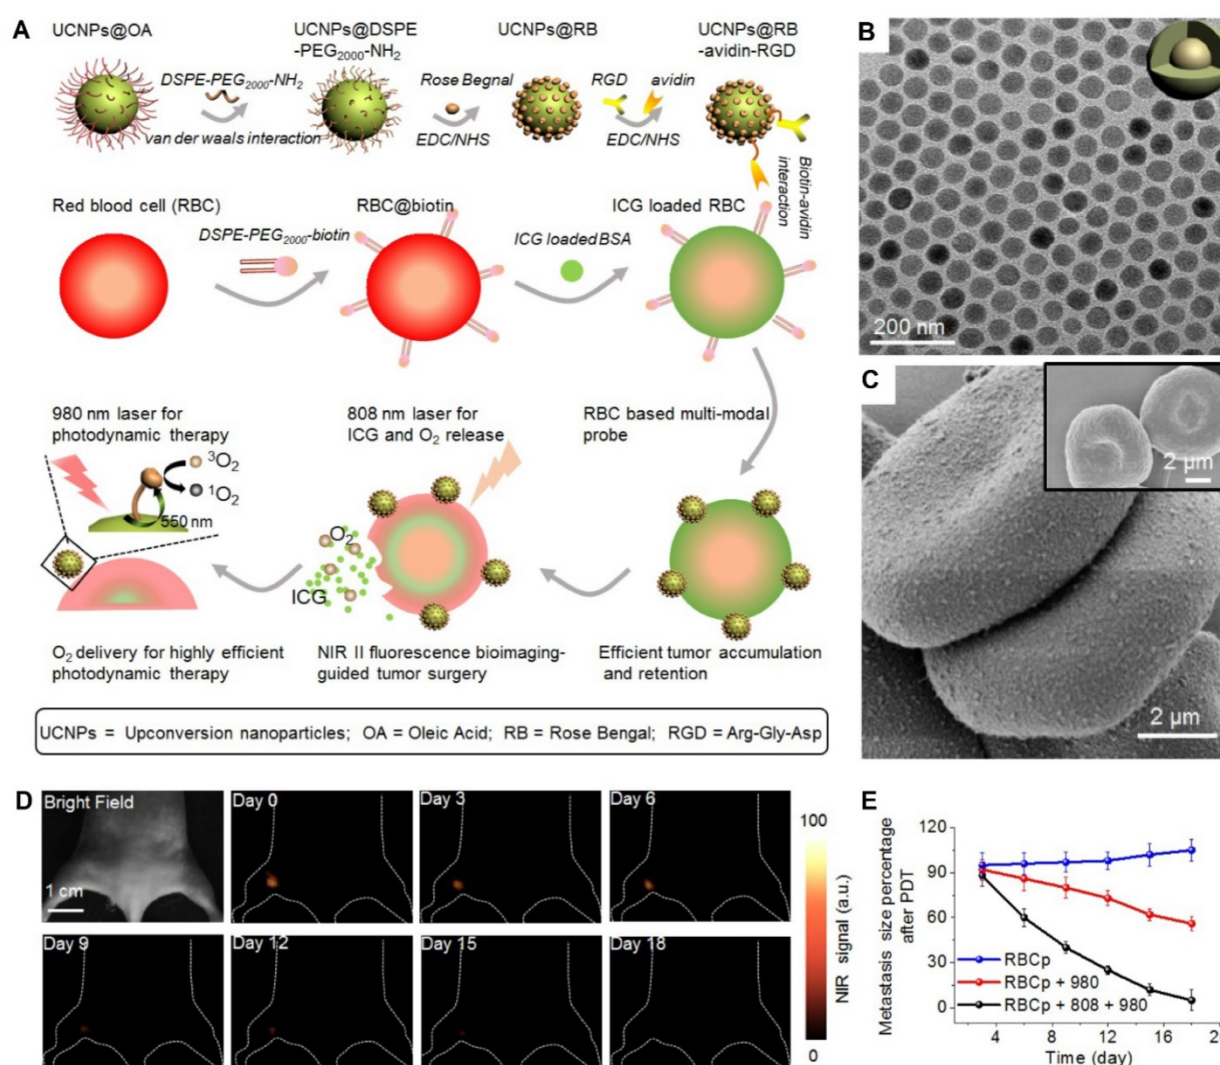 A
UCNPs@OA
UCNPs@DSPE
-PEG2000-NH2
UCNPs@RB
UCNPs@RB
-avidin-RGD
DSPE-PEG2000-NH2
Rose Begnal
RGD
avidin
van der waals interaction
EDC/NHS
EDC/NHS
Biotin-avidin
interaction
Red blood cell (RBC)
RBC@biotin
ICG loaded RBC
DSPE-PEG2000-biotin
ICG loaded BSA
980 nm laser for
photodynamic therapy
808 nm laser for
ICG and O2 release
RBC based multi-modal
probe
3O2
1O2
550 nm
O2
ICG
O2 delivery for highly efficient
photodynamic therapy
NIR II fluorescence bioimaging-
guided tumor surgery
Efficient tumor accumulation
and retention
UCNPs = Upconversion nanoparticles; OA = Oleic Acid; RB = Rose Bengal; RGD = Arg-Gly-Asp
B
200 nm
C
2 µm
2 µm
D
Bright Field
1 cm
Day 0
Day 3
Day 6
Day 9
Day 12
Day 15
Day 18
100
NIR signal (a.u.)
0
E
Metastasis size percentage
after PDT
120
90
60
30
0
RBCp
RBCp + 980
RBCp + 808 + 980
4
8
12
16
20
Time (day)